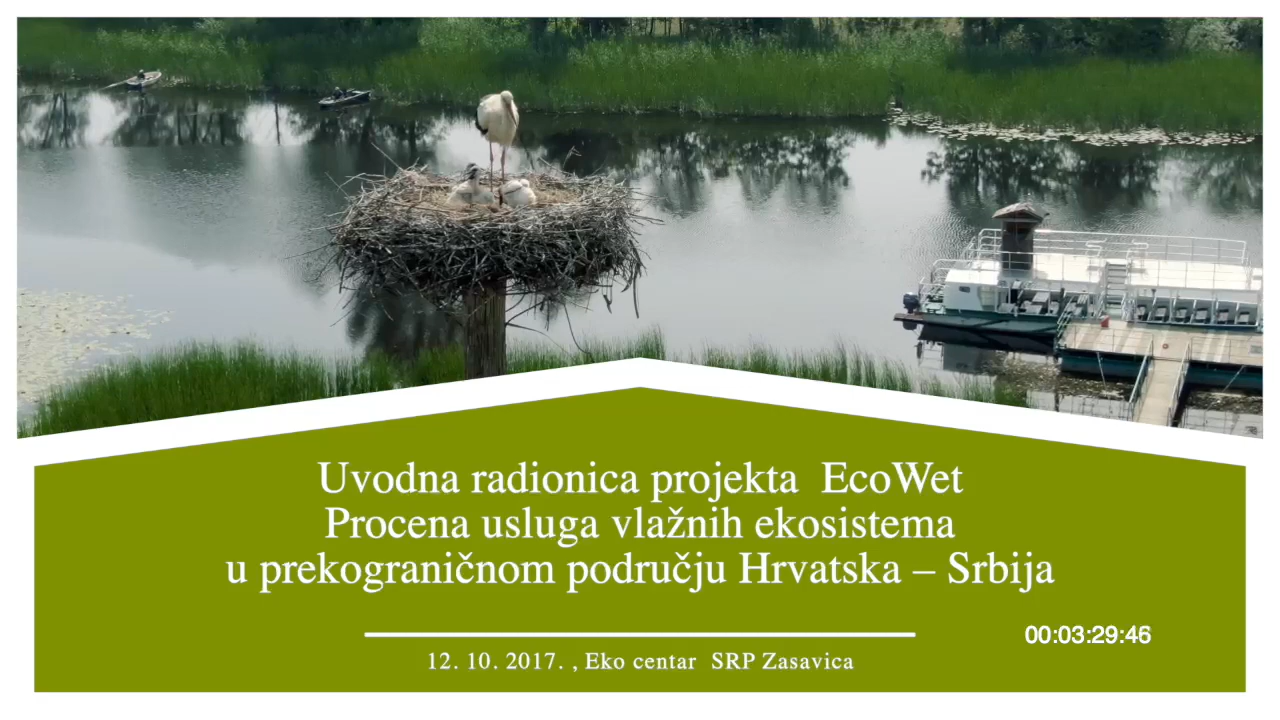 Uvodna radionica projekta EcoWet
Procena usluga vlažnih ekosistema
u prekograničnom području Hrvatska – Srbija
00:03:29:46
12. 10. 2017. , Eko centar SRP Zasavica